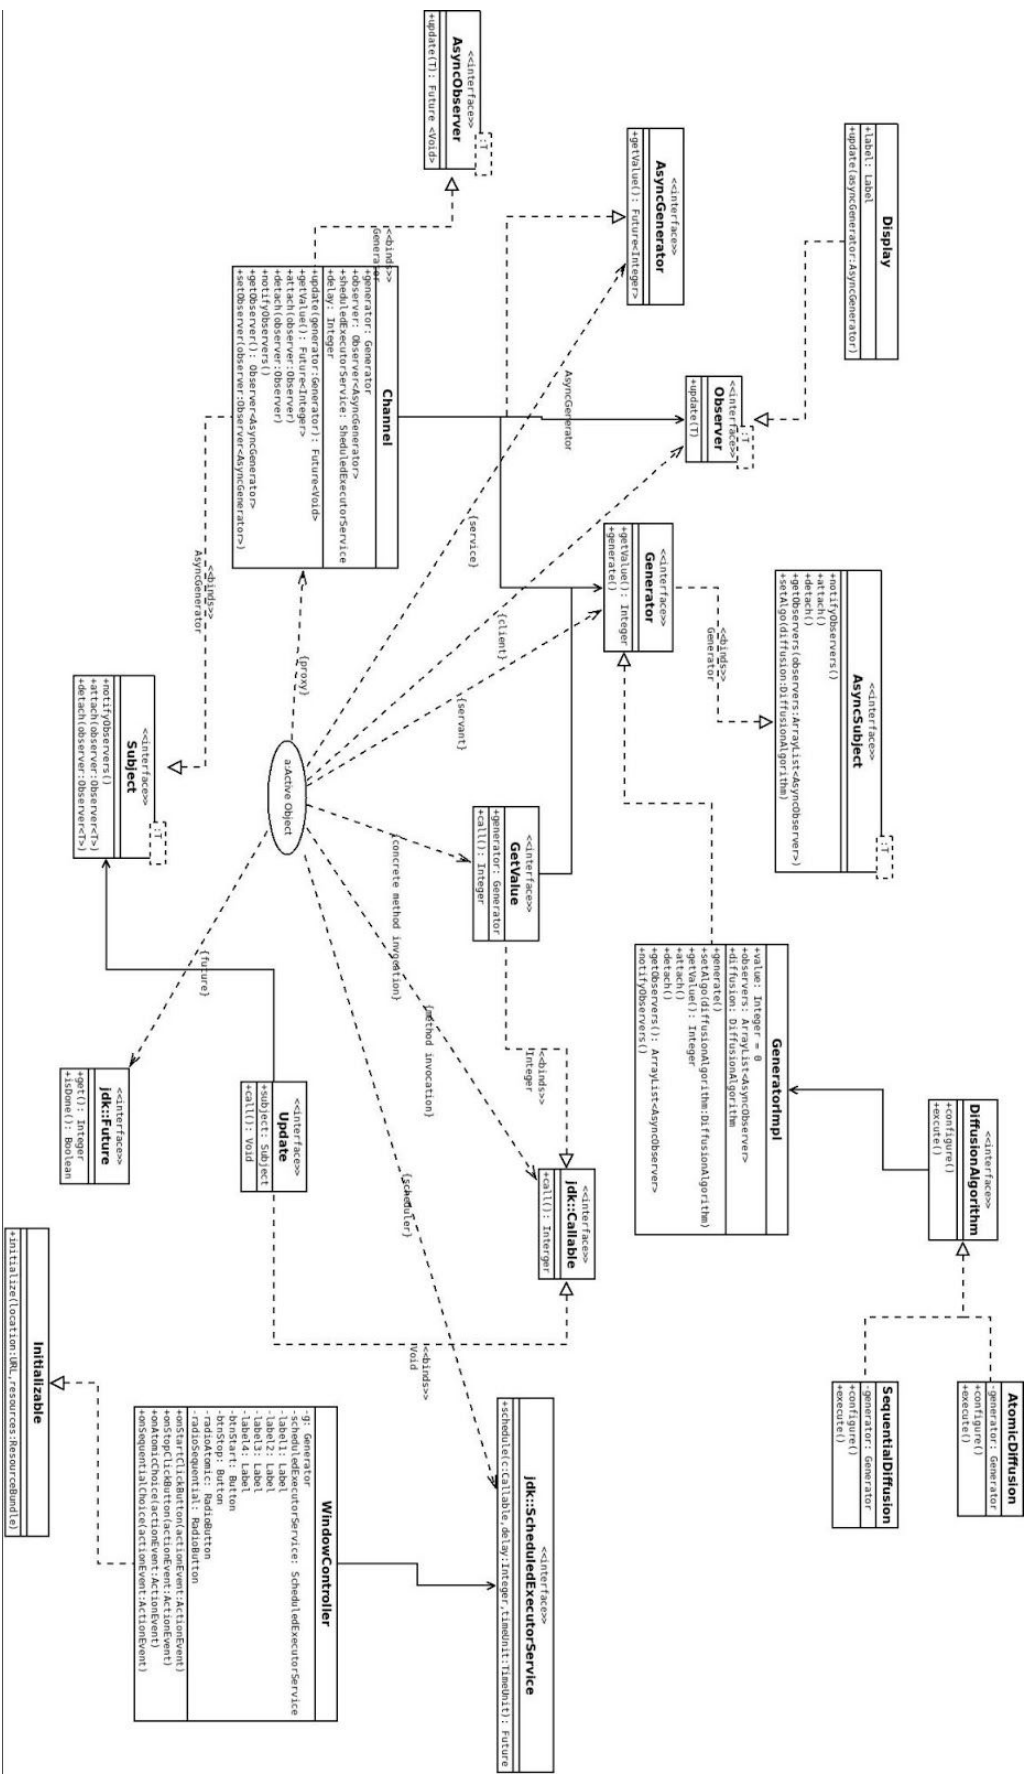 Display
+label: Label
+update(asyncGenerator:AsyncGenerator)
<<interface>>
AsyncSubject
:T
+notifyObservers()
+attach()
+detach()
+getObservers(observers:ArrayList<AsyncObserver>)
+setAlgo(diffusion:DiffusionAlgorithm)
<<interface>>
DiffusionAlgorithm
+configure()
+excute()
AtomicDiffusion
-generator: Generator
+configure()
+execute()
SequentialDiffusion
-generator: Generator
+configure()
+execute()
<<interface>>
AsyncGenerator
+getValue(): Future<Integer>
<<interface>>
Observer
:T
+update(T)
<<interface>>
Generator
+getValue(): Integer
+generate()
<<binds>>
Generator
GeneratorImpl
+value: Integer = 0
+observers: ArrayList<AsyncObserver>
+diffusion: DiffusionAlgorithm
+generate()
+setAlgo(diffusionAlgorithm:DiffusionAlgorithm)
+getValue(): Integer
+attach()
+detach()
+getObservers(): ArrayList<AsyncObserver>
+notifyObservers()
<<interface>>
AsyncObserver
:T
+update(T): Future <Void>
AsyncGenerator
{service}
{client}
{servant}
<<interface>>
GetValue
+generator: Generator
+call(): Integer
<<binds>>
Integer
<<interface>>
jdk::Callable
+call(): Interger
<<interface>>
jdk::ScheduledExecutorService
+schedule(c:Callable,delay:Integer,timeUnit:TimeUnit): Future
<<binds>>
Generator
Channel
+generator: Generator
+observer: Observer<AsyncGenerator>
+sheduledExecutorService: SheduledExecutorService
+delay: Integer
+update(generator:Generator): Future<Void>
+getValue(): Future<Integer>
+attach(observer:Observer)
+detach(observer:Observer)
+notifyObservers()
+getObserver(): Observer<AsyncGenerator>
+setObserver(observer:Observer<AsyncGenerator>)
{proxy}
a:Active Object
{concrete method invocation}
{method invocation}
{scheduler}
<<binds>>
Void
<<binds>>
AsyncGenerator
{future}
<<interface>>
Update
+subject: Subject
+call(): Void
WindowController
-g: Generator
-scheduledExecutorService: ScheduledExecutorService
-label1: Label
-label2: Label
-label3: Label
-label4: Label
-btnStart: Button
-btnStop: Button
-radioAtomic: RadioButton
-radioSequential: RadioButton
+onStartClickButton(actionEvent:ActionEvent)
+onStopClickButton(actionEvent:ActionEvent)
+onAtomicChoice(actionEvent:ActionEvent)
+onSequentialChoice(actionEvent:ActionEvent)
<<interface>>
Subject
:T
+notifyObservers()
+attach(observer:Observer<T>)
+detach(observer:Observer<T>)
<<interface>>
jdk::Future
+get(): Integer
+isDone(): Boolean
Initializable
+initialize(location:URL,resources:ResourceBundle)